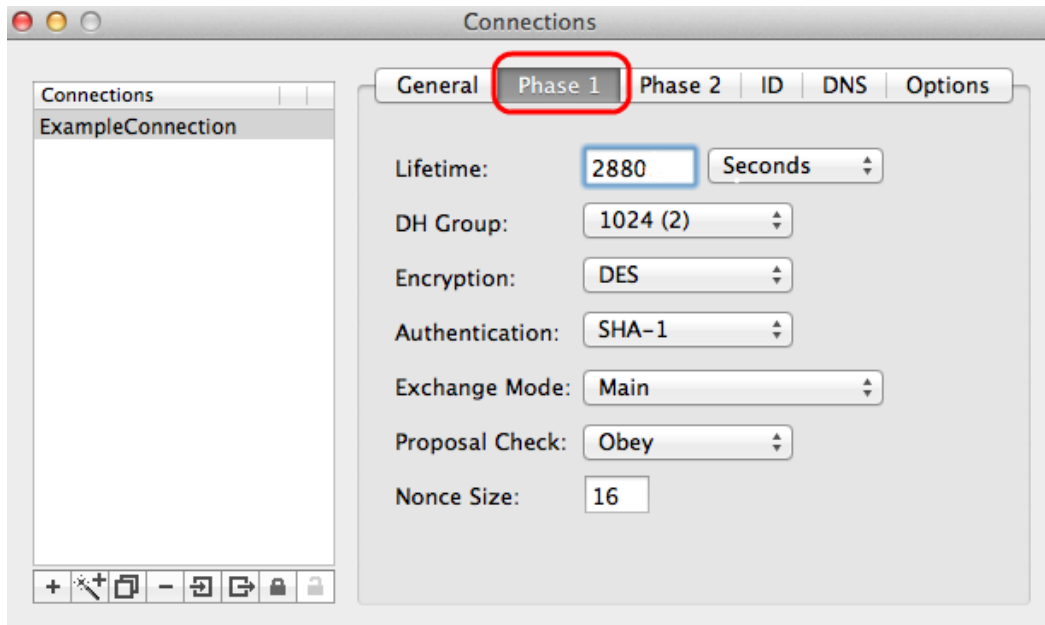 Connections
Connections
ExampleConnection
General Phase 1 Phase 2 ID DNS Options
Lifetime: 2880 Seconds
DH Group: 1024 (2)
Encryption: DES
Authentication: SHA-1
Exchange Mode: Main
Proposal Check: Obey
Nonce Size: 16